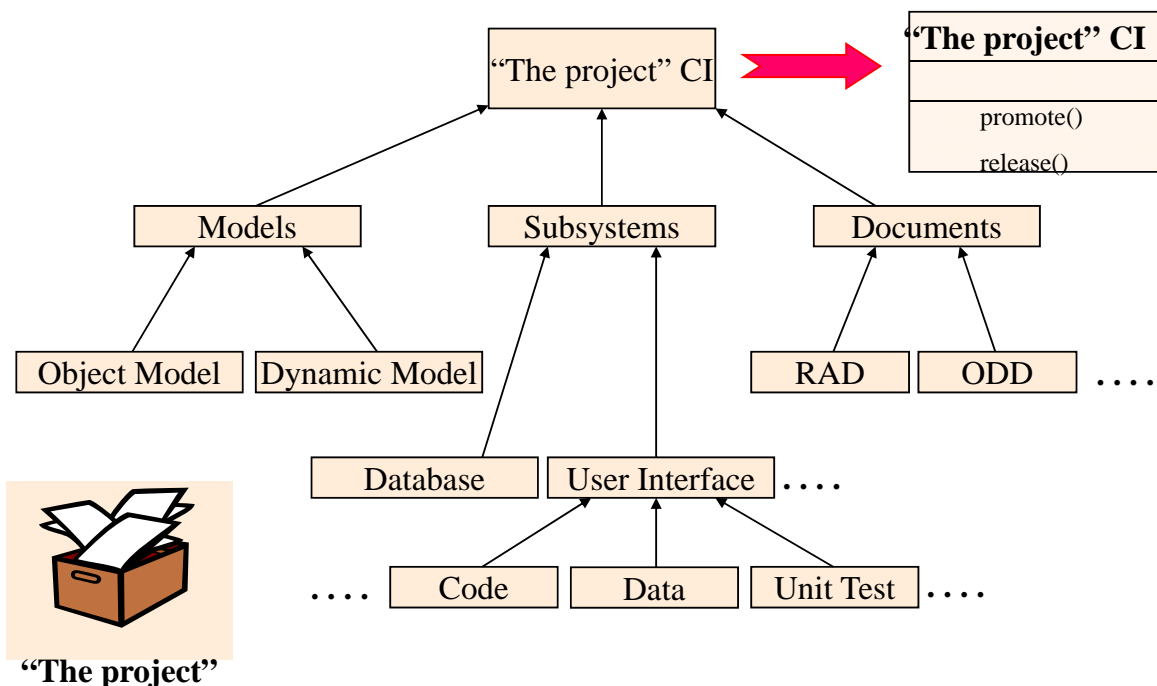 “The project” CI
“The project” CI
promote()
release()
Models
Subsystems
Documents
Object Model
Dynamic Model
RAD
ODD
....
Database
User Interface
....
....
Code
Data
Unit Test
....
“The project”